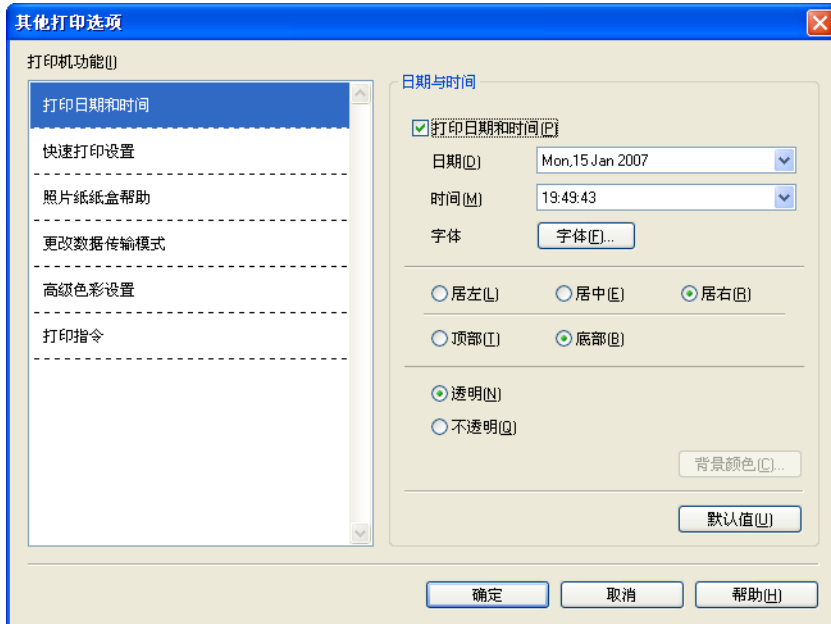 其他打印选项
打印机功能(I)
打印日期和时间
快速打印设置
照片纸纸盒帮助
更改数据传输模式
高级色彩设置
打印指令
日期与时间
打印日期和时间(P)
日期(D) Mon,15 Jan 2007
时间(M) 19:49:43
字体 字体(F)...
居左(L) 居中(E) 居右(R)
顶部(T) 底部(B)
透明(N)
不透明(Q)
背景颜色(C)...
默认值(U)
确定 取消 帮助(H)